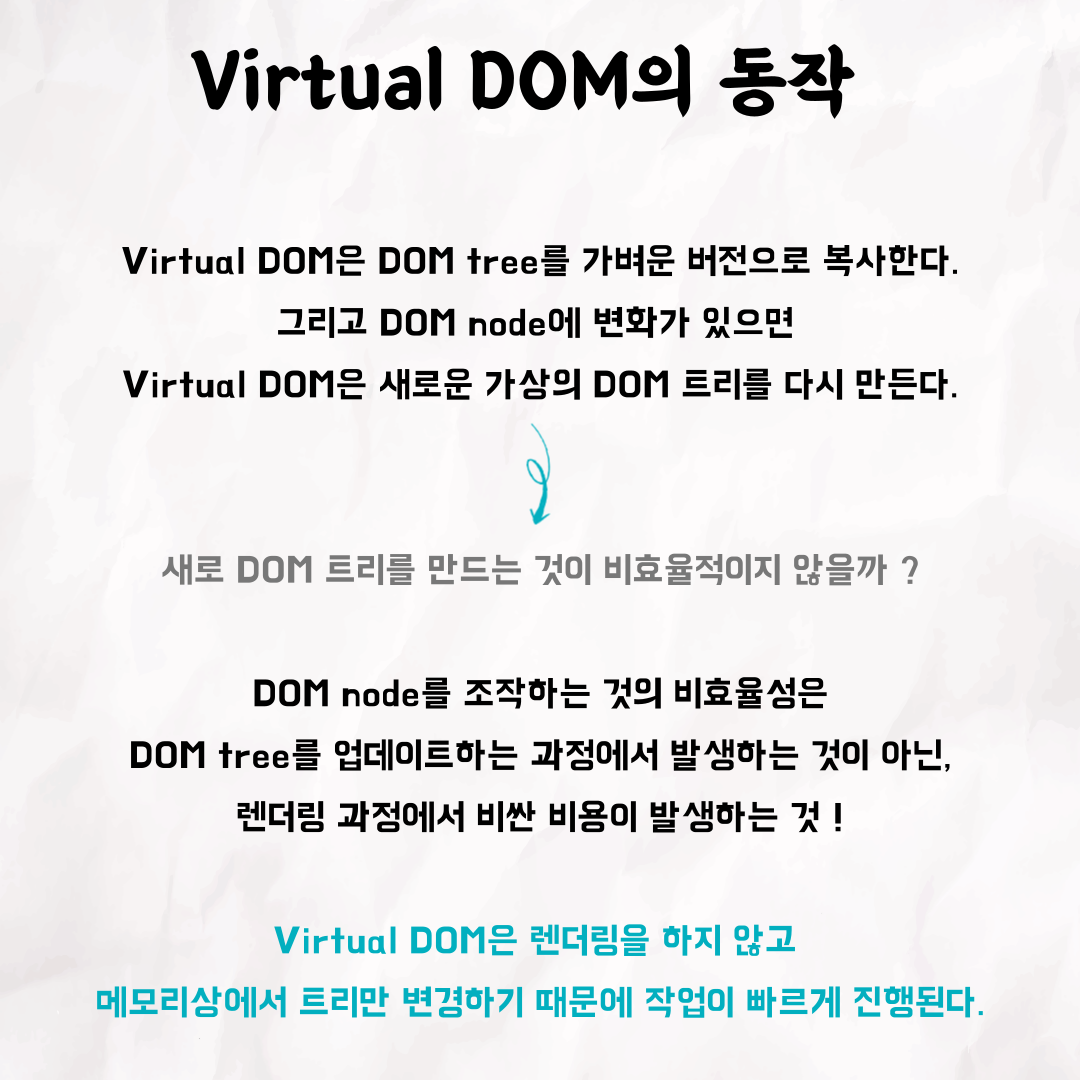 Virtual DOM의 동작
Virtual DOM은 DOM tree를 가벼운 버전으로 복사한다.
그리고 DOM node에 변화가 있으면
Virtual DOM은 새로운 가상의 DOM 트리를 다시 만든다.
새로 DOM 트리를 만드는 것이 비효율적이지 않을까 ?
DOM node를 조작하는 것의 비효율성은
DOM tree를 업데이트하는 과정에서 발생하는 것이 아닌,
렌더링 과정에서 비싼 비용이 발생하는 것 !
Virtual DOM은 렌더링을 하지 않고
메모리상에서 트리만 변경하기 때문에 작업이 빠르게 진행된다.